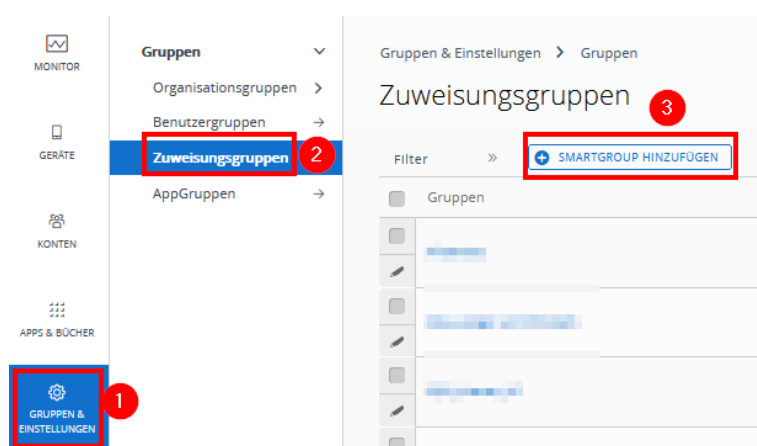 MONITOR
GERÄTE
KONTEN
APPS & BÜCHER
GRUPPEN &
EINSTELLUNGEN
1
Gruppen
Organisationsgruppen
Benutzergruppen
Zuweisungsgruppen
2
AppGruppen
Gruppen & Einstellungen > Gruppen
Zuweisungsgruppen
3
Filter »
SMARTGROUP HINZUFÜGEN
Gruppen